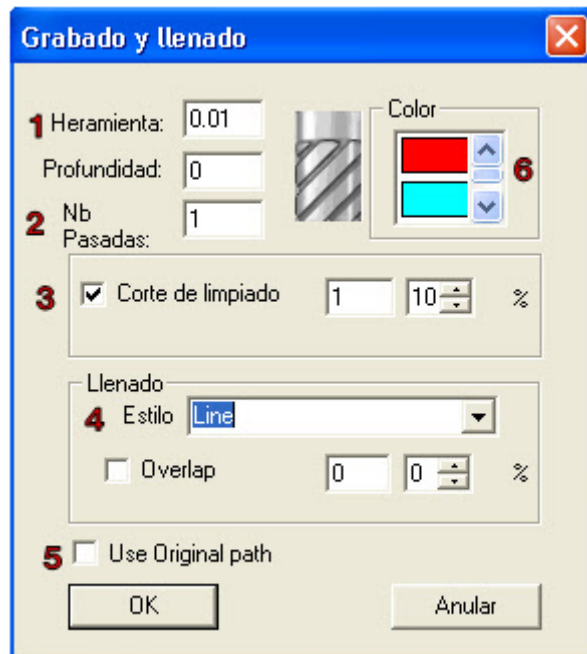 Grabado y llenado
1 Heramienta: 0.01
Color
Profundidad: 0
6
2 Nb Pasadas: 1
3 Corte de limpiado 1 10 %
Llenado
4 Estilo Line
Overlap 0 0 %
5 Use Original path
OK Anular